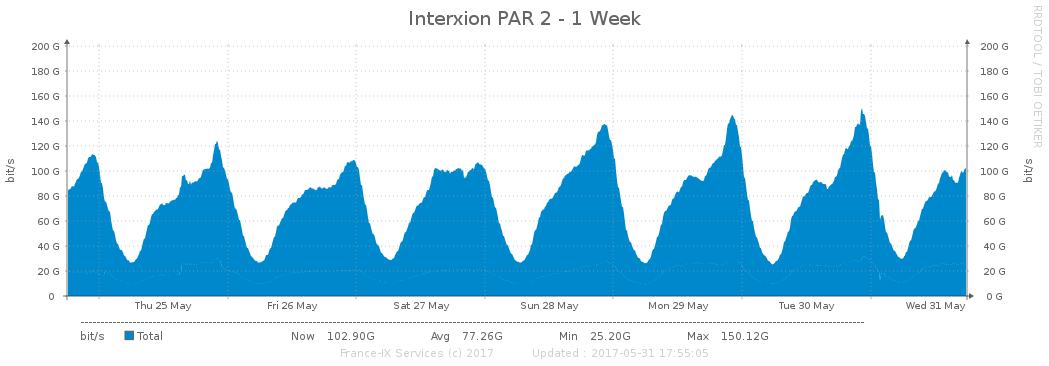 Interxion PAR 2 - 1 Week
RRDTOOL / TOBI OETIKER
bit/s
200 G 200 G
180 G 180 G
160 G 160 G
140 G 140 G
120 G 120 G
100 G 100 G
80 G 80 G
60 G 60 G
40 G 40 G
20 G 20 G
0 0 G
bit/s
Thu 25 May Fri 26 May Sat 27 May Sun 28 May Mon 29 May Tue 30 May Wed 31 May
bit/s Total Now 102.90G Avg 77.26G Min 25.20G Max 150.12G
France-IX Services (c) 2017 Updated : 2017-05-31 17:55:05